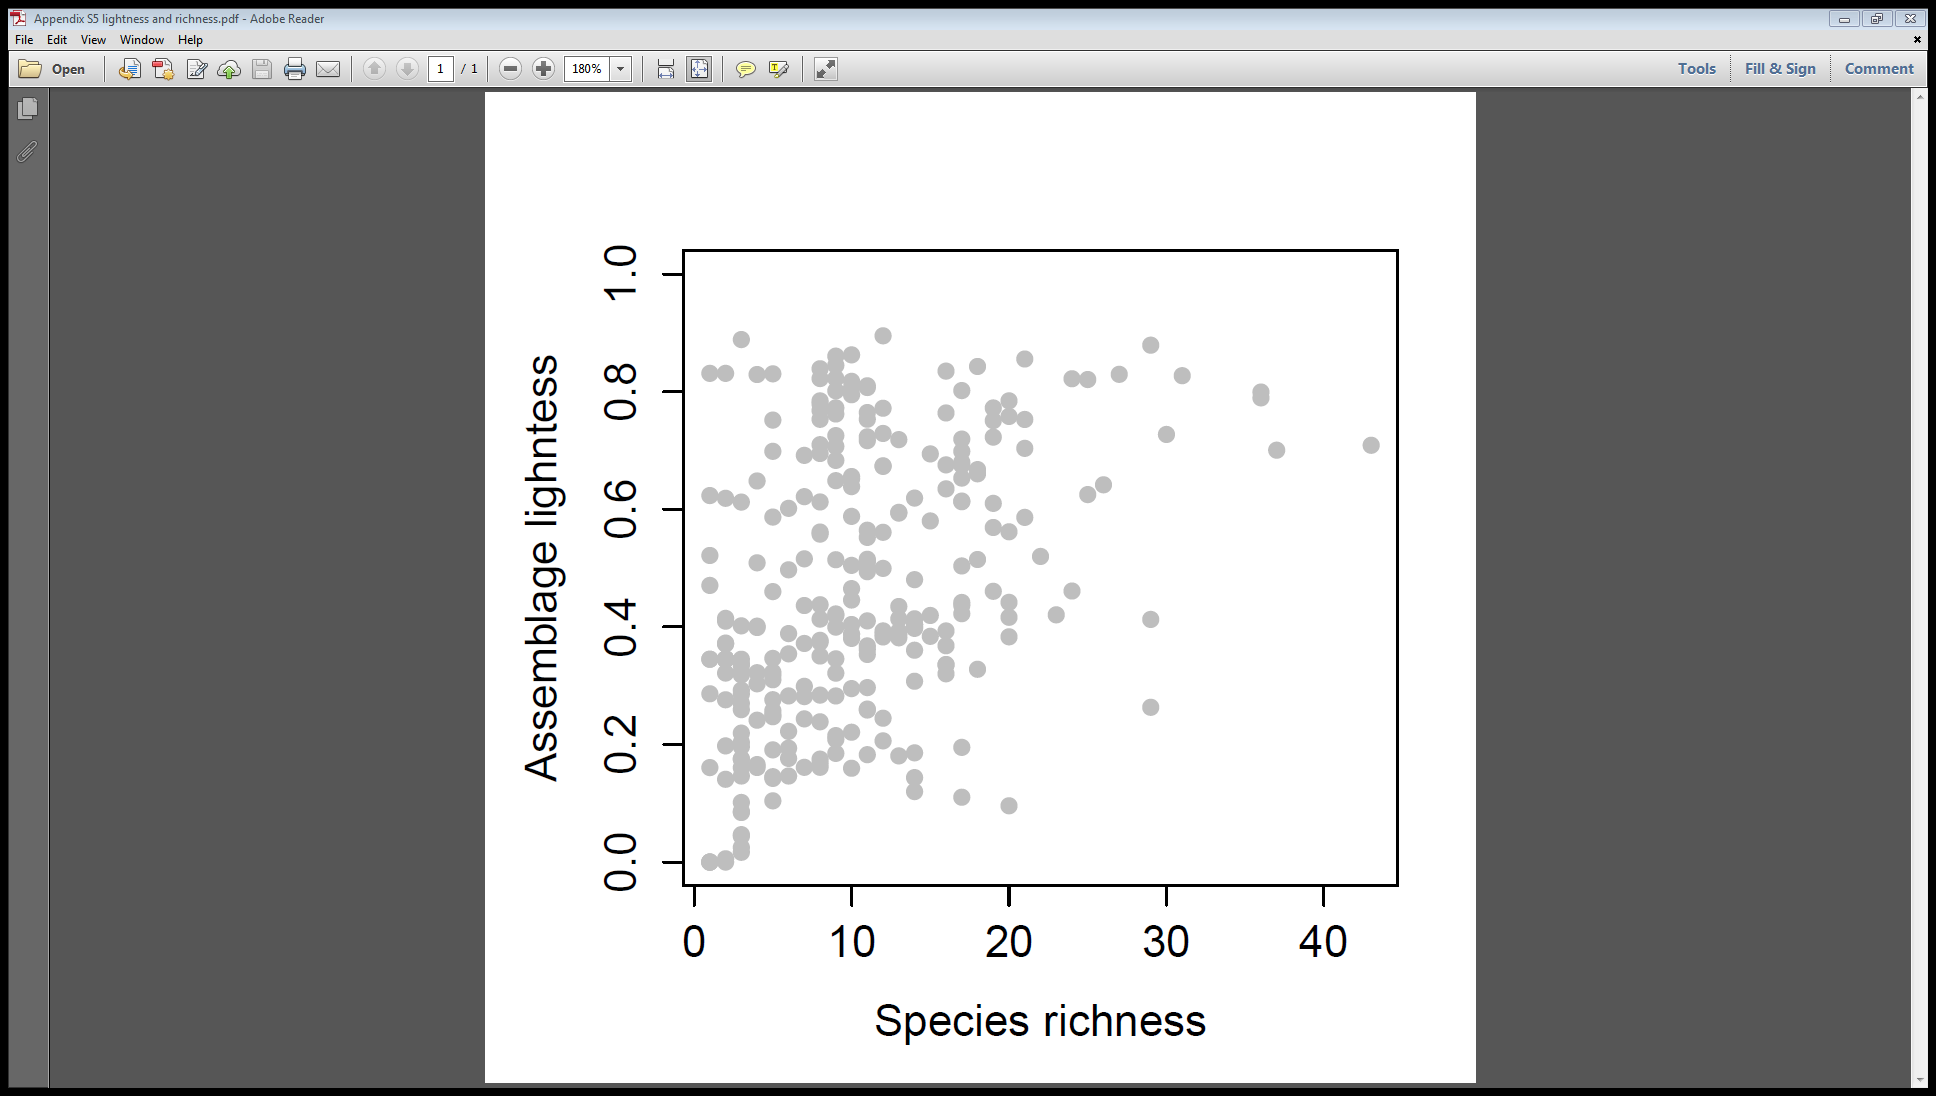 Appendix S5 lightness and richness.pdf - Adobe Reader
File Edit View Window Help
Open 1 / 1 180% Tools Fill & Sign Comment
Assemblage lighntess
1.0
0.8
0.6
0.4
0.2
0.0
0 10 20 30 40
Species richness